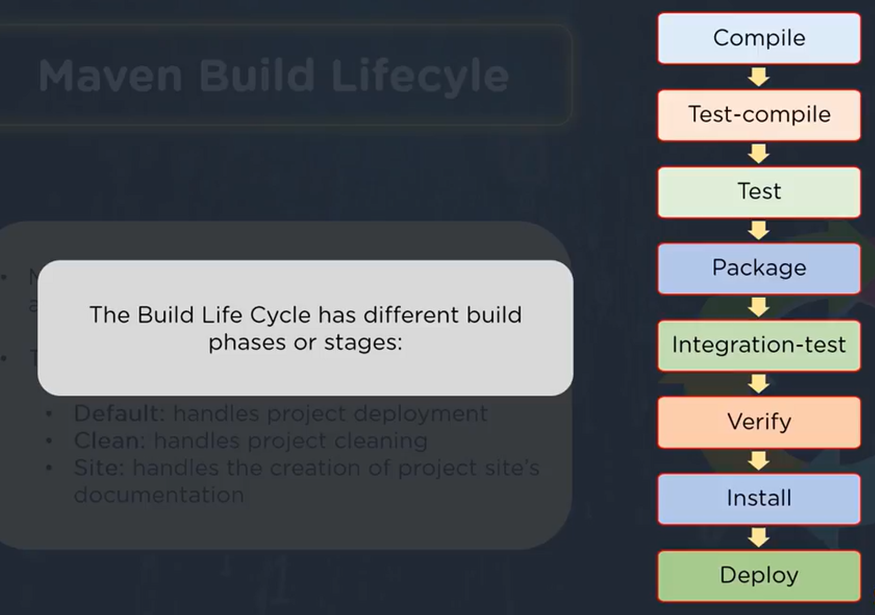 Maven Build Lifecyle
The Build Life Cycle has different build
phases or stages:
• Default: handles project deployment
• Clean: handles project cleaning
• Site: handles the creation of project site's
documentation
Compile
Test-compile
Test
Package
Integration-test
Verify
Install
Deploy